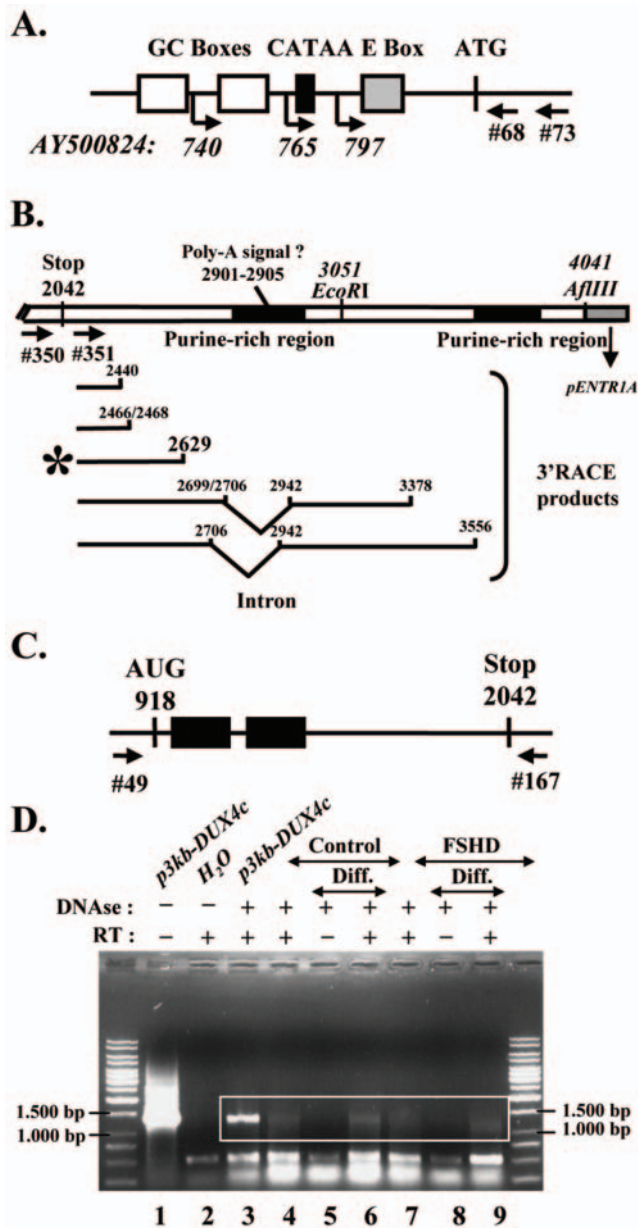 A.
GC Boxes CATAA E Box ATG
AY500824: 740 765 797 #68 #73
B.
Poly-A signal ?
2901-2905
Stop
2042
3051
EcoRI
4041
AflIII
#350 #351
Purine-rich region Purine-rich region
pENTR1A
2440
2466/2468
* 2629
2699/2706 2942 3378
2706 2942 3556
Intron
3'RACE
products
C.
AUG
918
Stop
2042
#49 #167
D.
p3kb-DUX4c H2O p3kb-DUX4c
Control FSHD
Diff. Diff.
DNAse : – – + + + + + + +
RT : – + + + – + + – +
1.500 bp 1.500 bp
1.000 bp 1.000 bp
1 2 3 4 5 6 7 8 9